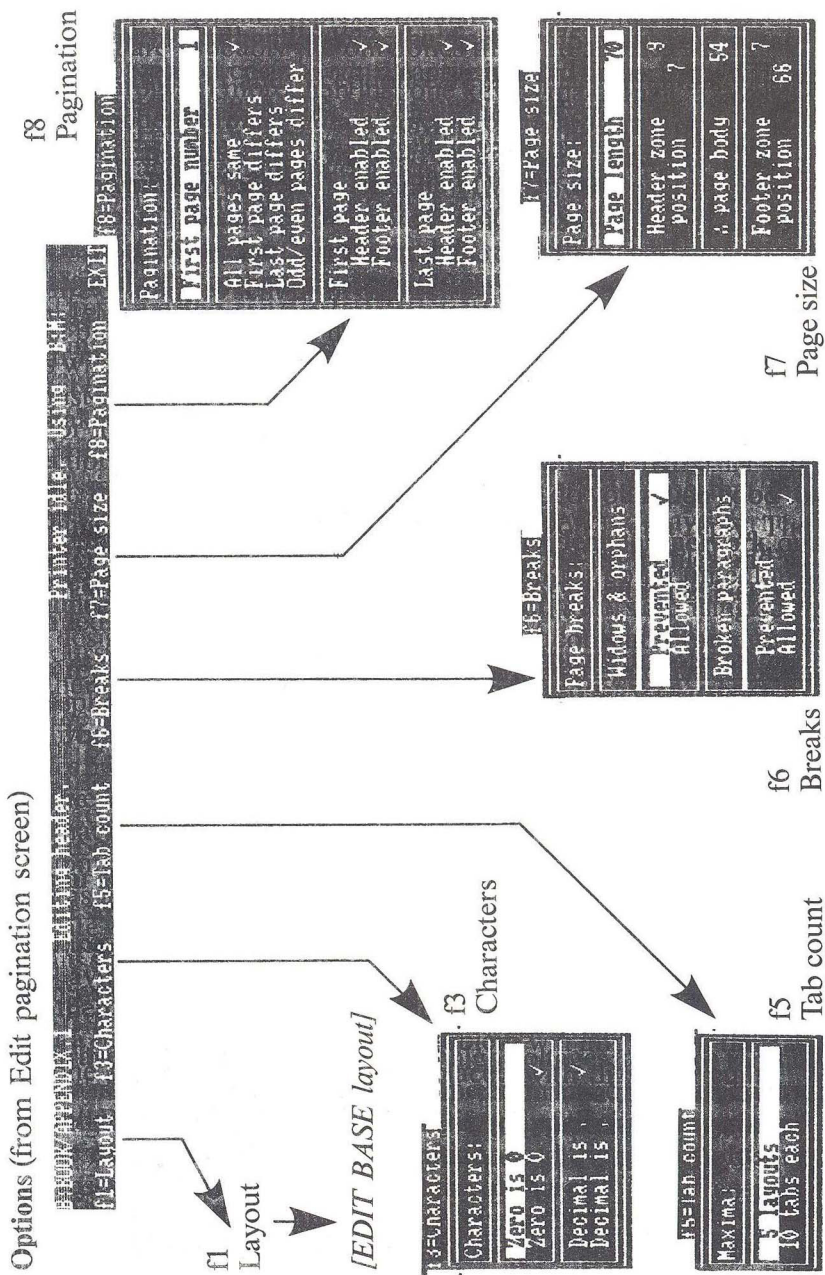 Options (from Edit pagination screen)
Editing header. Printer idle. Using M:
f1=Layout f3=Characters f5=Tab count f6=Breaks f7=Page size f8=Pagination EXIT
f1
Layout
[EDIT BASE layout]
f3
Characters
f3=Characters
Characters:
Zero is 0
Zero is 0 ✓
Decimal is . ✓
Decimal is ,
f5
Tab count
f5=Tab count
Maxima:
5 layouts
10 tabs each
f6
Breaks
f6=Breaks
Page breaks:
Widows & orphans
Prevented ✓
Allowed
Broken paragraphs
Prevented
Allowed ✓
f7
Page size
f7=Page size
Page size:
Page length 70
Header zone 9
position 7
∴ page body 54
Footer zone 7
position 66
f8
Pagination
f8=Pagination
Pagination:
First page number 1
All pages same ✓
First page differs
Last page differs
Odd/even pages differ
First page
Header enabled ✓
Footer enabled ✓
Last page
Header enabled ✓
Footer enabled ✓